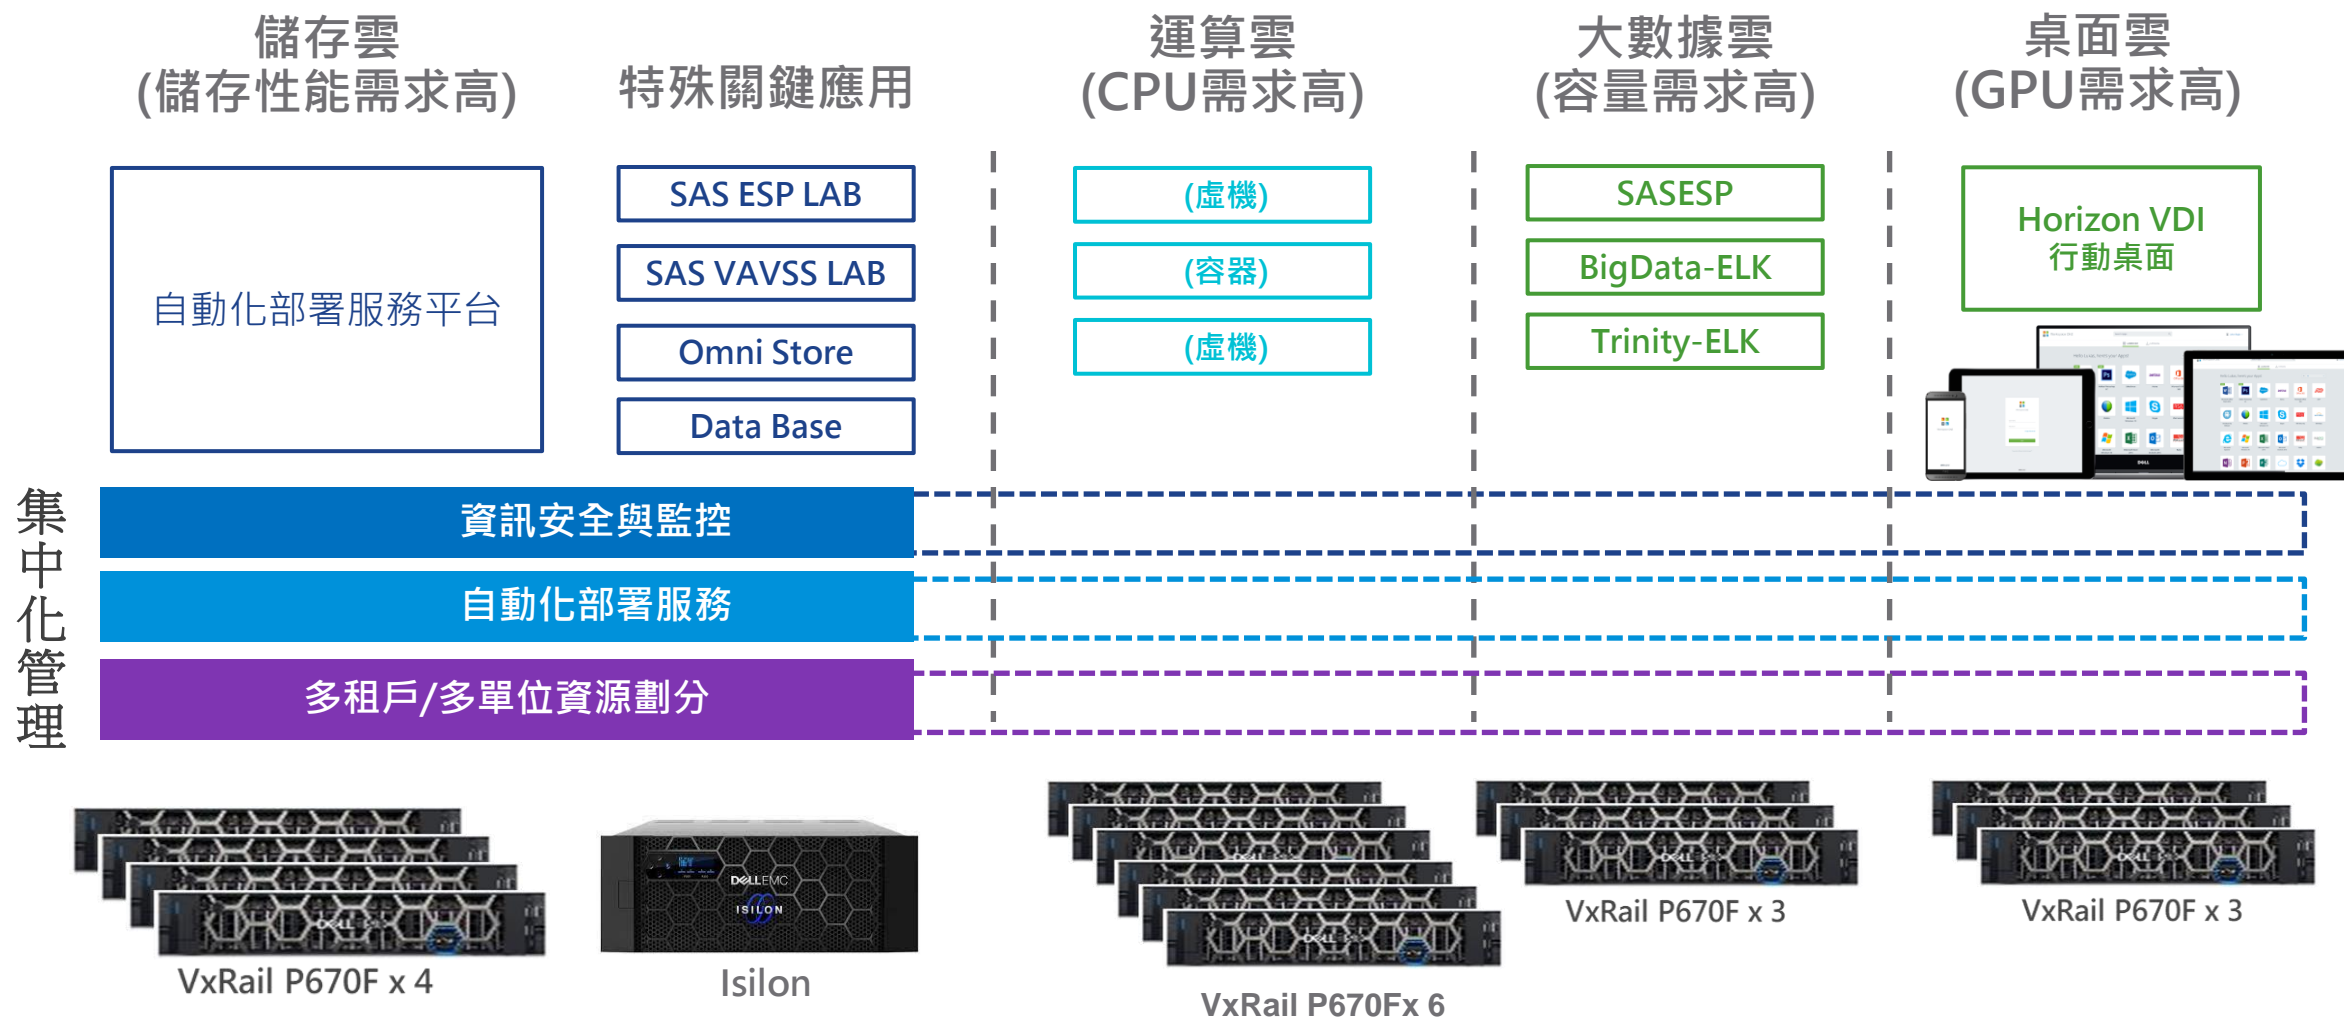 儲存雲
(儲存性能需求高)
特殊關鍵應用
運算雲
(CPU需求高)
大數據雲
(容量需求高)
桌面雲
(GPU需求高)
自動化部署服務平台
SAS ESP LAB
SAS VAVSS LAB
Omni Store
Data Base
(虛機)
(容器)
(虛機)
SASESP
BigData-ELK
Trinity-ELK
Horizon VDI
行動桌面
DELL
集中化管理
資訊安全與監控
自動化部署服務
多租戶/多單位資源劃分
DELLEMC
ISILON
VxRail P670F x 4
Isilon
VxRail P670Fx 6
VxRail P670F x 3
VxRail P670F x 3